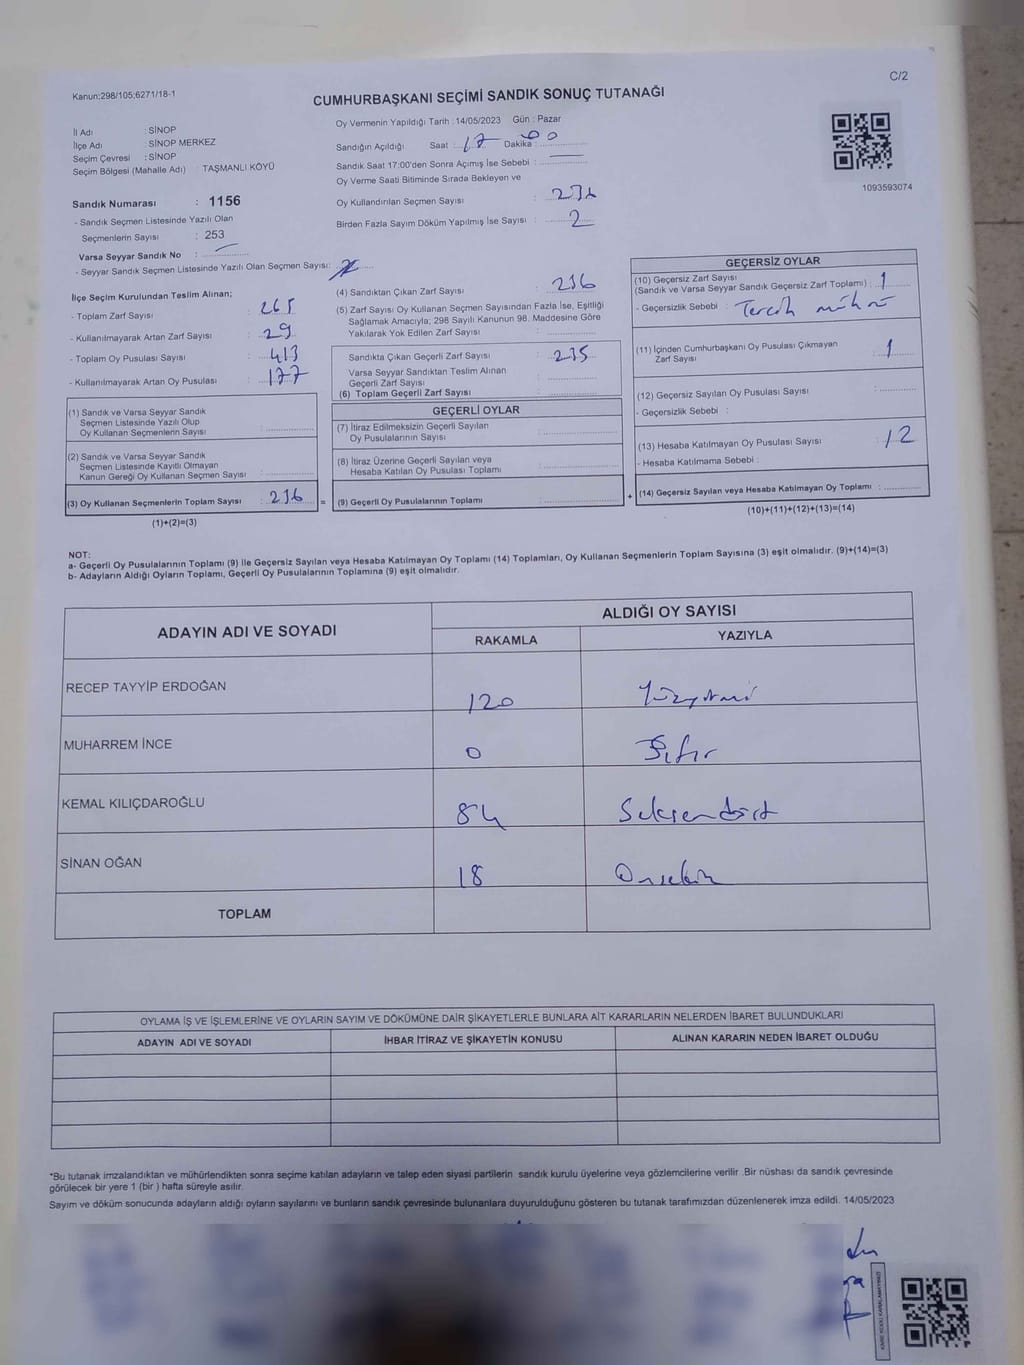 C/2
Kanun;298/105;6271/18-1
CUMHURBAŞKANI SEÇİMİ SANDIK SONUÇ TUTANAĞI
İl Adı : SİNOP
İlçe Adı : SİNOP MERKEZ
Seçim Çevresi : SİNOP
Seçim Bölgesi (Mahalle Adı) : TAŞMANLI KÖYÜ
Sandık Numarası : 1156
- Sandık Seçmen Listesinde Yazılı Olan
Seçmenlerin Sayısı : 253
Varsa Seyyar Sandık No :
- Seyyar Sandık Seçmen Listesinde Yazılı Olan Seçmen Sayısı:
Oy Vermenin Yapıldığı Tarih :14/05/2023 Gün : Pazar
Sandığın Açıldığı Saat : 17 Dakika : 00
Sandık Saat 17:00'den Sonra Açımış İse Sebebi :
Oy Verme Saati Bitiminde Sırada Bekleyen ve
Oy Kullandırılan Seçmen Sayısı :
Birden Fazla Sayım Döküm Yapılmış İse Sayısı : 2
1093593074
İlçe Seçim Kurulundan Teslim Alınan;
- Toplam Zarf Sayısı : 265
- Kullanılmayarak Artan Zarf Sayısı : 29
- Toplam Oy Pusulası Sayısı : 413
- Kullanılmayarak Artan Oy Pusulası : 177
(1) Sandık ve Varsa Seyyar Sandık
Seçmen Listesinde Yazılı Olup
Oy Kullanan Seçmenlerin Sayısı :
(2) Sandık ve Varsa Seyyar Sandık
Seçmen Listesinde Kayıtlı Olmayan
Kanun Gereği Oy Kullanan Seçmen Sayısı :
(3) Oy Kullanan Seçmenlerin Toplam Sayısı : 236 =
(1)+(2)=(3)
(4) Sandıktan Çıkan Zarf Sayısı : 236
(5) Zarf Sayısı Oy Kullanan Seçmen Sayısından Fazla İse, Eşitliği
Sağlamak Amacıyla; 298 Sayılı Kanunun 98. Maddesine Göre
Yakılarak Yok Edilen Zarf Sayısı :
Sandıkta Çıkan Geçerli Zarf Sayısı : 235
Varsa Seyyar Sandıktan Teslim Alınan
Geçerli Zarf Sayısı :
(6) Toplam Geçerli Zarf Sayısı :
GEÇERLİ OYLAR
(7) İtiraz Edilmeksizin Geçerli Sayılan
Oy Pusulalarının Sayısı :
(8) İtiraz Üzerine Geçerli Sayılan veya
Hesaba Katılan Oy Pusulası Toplamı :
(9) Geçerli Oy Pusulalarının Toplamı : +
GEÇERSİZ OYLAR
(10) Geçersiz Zarf Sayısı
(Sandık ve Varsa Seyyar Sandık Geçersiz Zarf Toplamı) : 1
- Geçersizlik Sebebi : Tercih mührü
(11) İçinden Cumhurbaşkanı Oy Pusulası Çıkmayan
Zarf Sayısı : 1
(12) Geçersiz Sayılan Oy Pusulası Sayısı :
- Geçersizlik Sebebi :
(13) Hesaba Katılmayan Oy Pusulası Sayısı : 12
- Hesaba Katılmama Sebebi :
(14) Geçersiz Sayılan veya Hesaba Katılmayan Oy Toplamı :
(10)+(11)+(12)+(13)=(14)
NOT:
a- Geçerli Oy Pusulalarının Toplamı (9) ile Geçersiz Sayılan veya Hesaba Katılmayan Oy Toplamı (14) Toplamları, Oy Kullanan Seçmenlerin Toplam Sayısına (3) eşit olmalıdır. (9)+(14)=(3)
b- Adayların Aldığı Oyların Toplamı, Geçerli Oy Pusulalarının Toplamına (9) eşit olmalıdır.
ADAYIN ADI VE SOYADI
ALDIĞI OY SAYISI
RAKAMLA YAZIYLA
RECEP TAYYİP ERDOĞAN 120 Yüzyirmi
MUHARREM İNCE 0 Sıfır
KEMAL KILIÇDAROĞLU 84 Seksendört
SİNAN OĞAN 18 Onsekiz
TOPLAM
OYLAMA İŞ VE İŞLEMLERİNE VE OYLARIN SAYIM VE DÖKÜMÜNE DAİR ŞİKAYETLERLE BUNLARA AİT KARARLARIN NELERDEN İBARET BULUNDUKLARI
ADAYIN ADI VE SOYADI İHBAR İTİRAZ VE ŞİKAYETİN KONUSU ALINAN KARARIN NEDEN İBARET OLDUĞU
*Bu tutanak imzalandıktan ve mühürlendikten sonra seçime katılan adayların ve talep eden siyasi partilerin sandık kurulu üyelerine veya gözlemcilerine verilir. Bir nüshası da sandık çevresinde
görülecek bir yere 1 (bir ) hafta süreyle asılır.
Sayım ve döküm sonucunda adayların aldığı oyların sayılarını ve bunların sandık çevresinde bulunanlara duyurulduğunu gösteren bu tutanak tarafımızdan düzenlenerek imza edildi. 14/05/2023